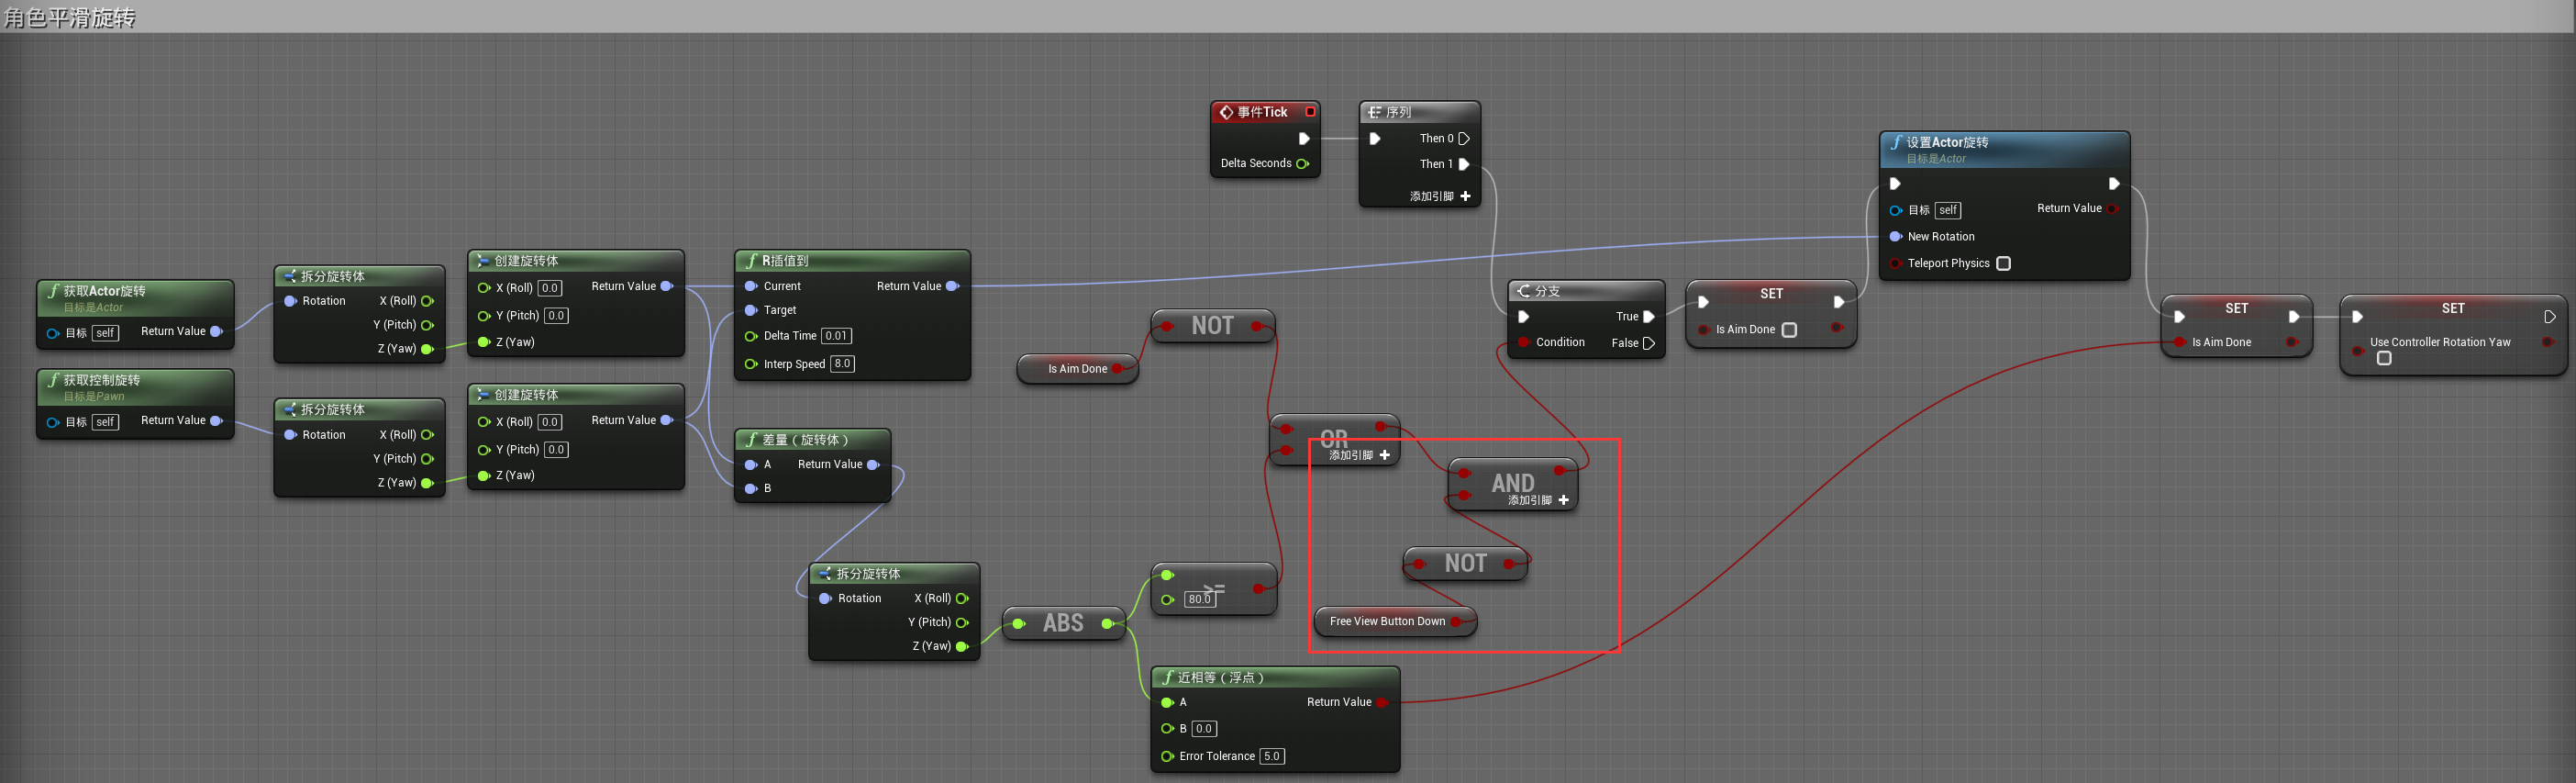 角色平滑旋转
事件Tick
Delta Seconds
序列
Then 0
Then 1
添加引脚
设置Actor旋转
目标是Actor
目标 self
Return Value
New Rotation
Teleport Physics
获取Actor旋转
目标是Actor
目标 self
Return Value
拆分旋转体
Rotation
X (Roll)
Y (Pitch)
Z (Yaw)
创建旋转体
X (Roll) 0.0
Return Value
Y (Pitch) 0.0
Z (Yaw)
R插值到
Current
Return Value
Target
Delta Time 0.01
Interp Speed 8.0
NOT
Is Aim Done
分支
True
Condition
False
SET
Is Aim Done
SET
Is Aim Done
SET
Use Controller Rotation Yaw
获取控制旋转
目标是Pawn
目标 self
Return Value
拆分旋转体
Rotation
X (Roll)
Y (Pitch)
Z (Yaw)
创建旋转体
X (Roll) 0.0
Return Value
Y (Pitch) 0.0
Z (Yaw)
差量（旋转体）
A
Return Value
B
OR
添加引脚
AND
添加引脚
NOT
Free View Button Down
拆分旋转体
Rotation
X (Roll)
Y (Pitch)
Z (Yaw)
ABS
>=
80.0
近相等（浮点）
A
Return Value
B 0.0
Error Tolerance 5.0